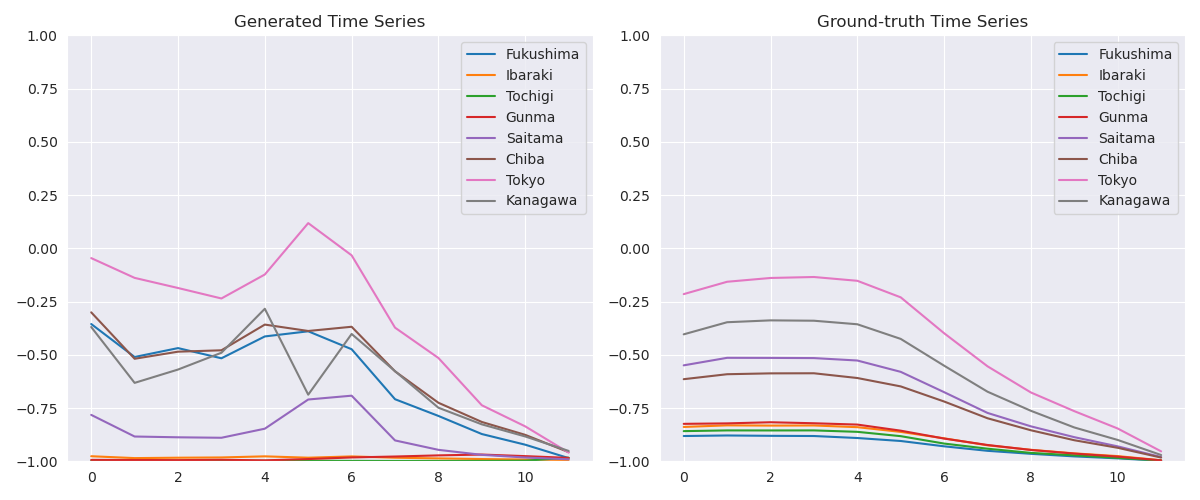 Generated Time Series
1.00
0.75
0.50
0.25
0.00
−0.25
−0.50
−0.75
−1.00
0 2 4 6 8 10
Fukushima
Ibaraki
Tochigi
Gunma
Saitama
Chiba
Tokyo
Kanagawa
Ground-truth Time Series
1.00
0.75
0.50
0.25
0.00
−0.25
−0.50
−0.75
−1.00
0 2 4 6 8 10
Fukushima
Ibaraki
Tochigi
Gunma
Saitama
Chiba
Tokyo
Kanagawa